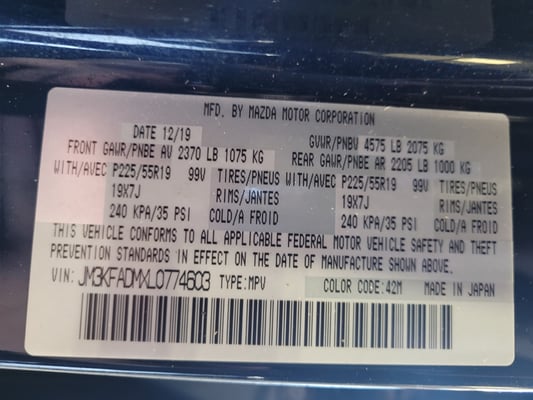 MFD. BY MAZDA MOTOR CORPORATION
DATE 12/19 GVWR/PNBV 4575 LB 2075 KG
FRONT GAWR/PNBE AV 2370 LB 1075 KG REAR GAWR/PNBE AR 2205 LB 1000 KG
WITH/AVEC P225/55R19 99V TIRES/PNEUS WITH/AVEC P225/55R19 99V TIRES/PNEUS
19X7J RIMS/JANTES 19X7J RIMS/JANTES
240 KPA/35 PSI COLD/A FROID 240 KPA/35 PSI COLD/A FROID
THIS VEHICLE CONFORMS TO ALL APPLICABLE FEDERAL MOTOR VEHICLE SAFETY AND THEFT
PREVENTION STANDARDS IN EFFECT ON THE DATE OF MANUFACTURE SHOWN ABOVE.
VIN: JM3KFADMXL0774603 TYPE:MPV COLOR CODE:42M MADE IN JAPAN